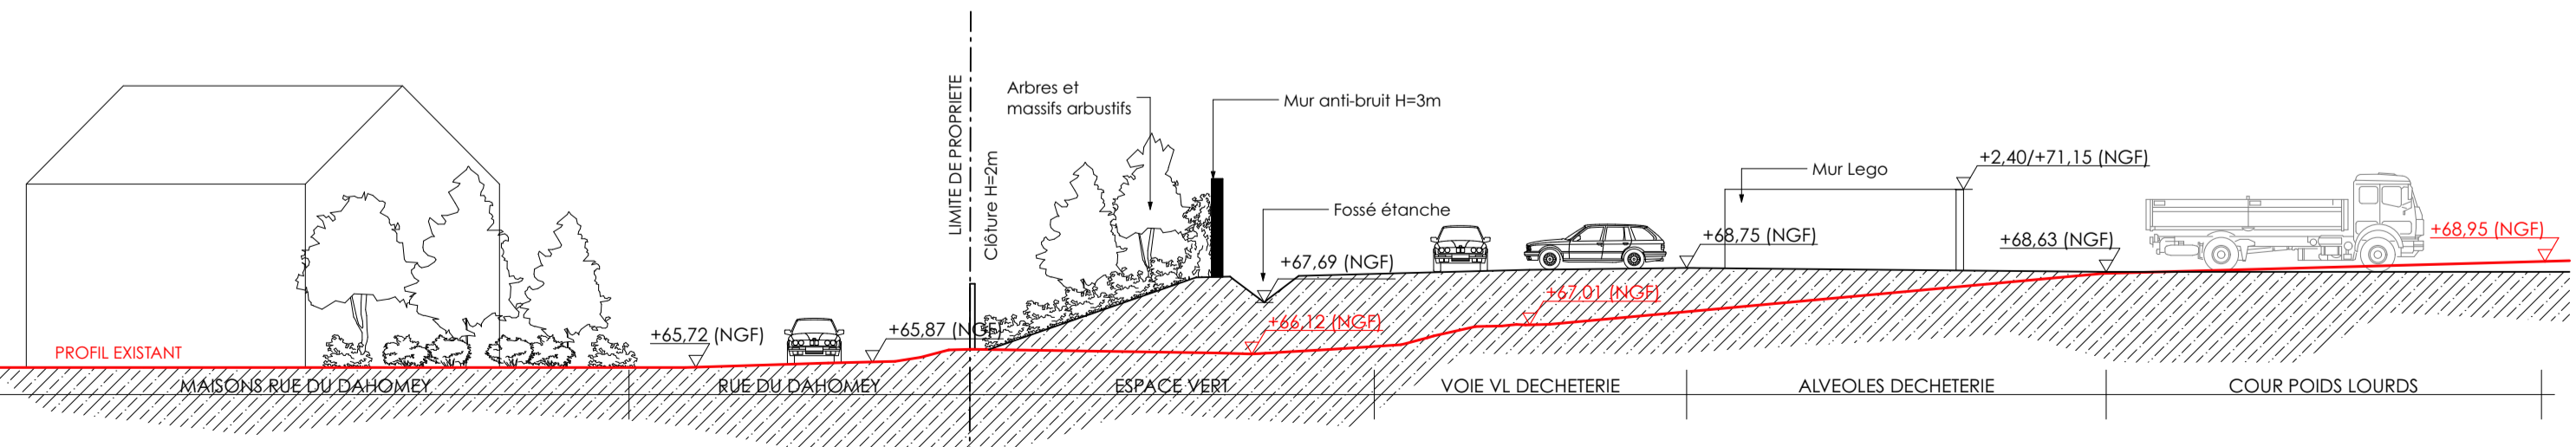 LIMITE DE PROPRIETE
Clôture H=2m
Arbres et
massifs arbustifs
Mur anti-bruit H=3m
Fossé étanche
Mur Lego
+2,40/+71,15 (NGF)
+68,75 (NGF)
+68,63 (NGF)
+68,95 (NGF)
+67,69 (NGF)
+67,01 (NGF)
+66,12 (NGF)
+65,72 (NGF)
+65,87 (NGF)
PROFIL EXISTANT
MAISONS RUE DU DAHOMEY
RUE DU DAHOMEY
ESPACE VERT
VOIE VL DECHETERIE
ALVEOLES DECHETERIE
COUR POIDS LOURDS